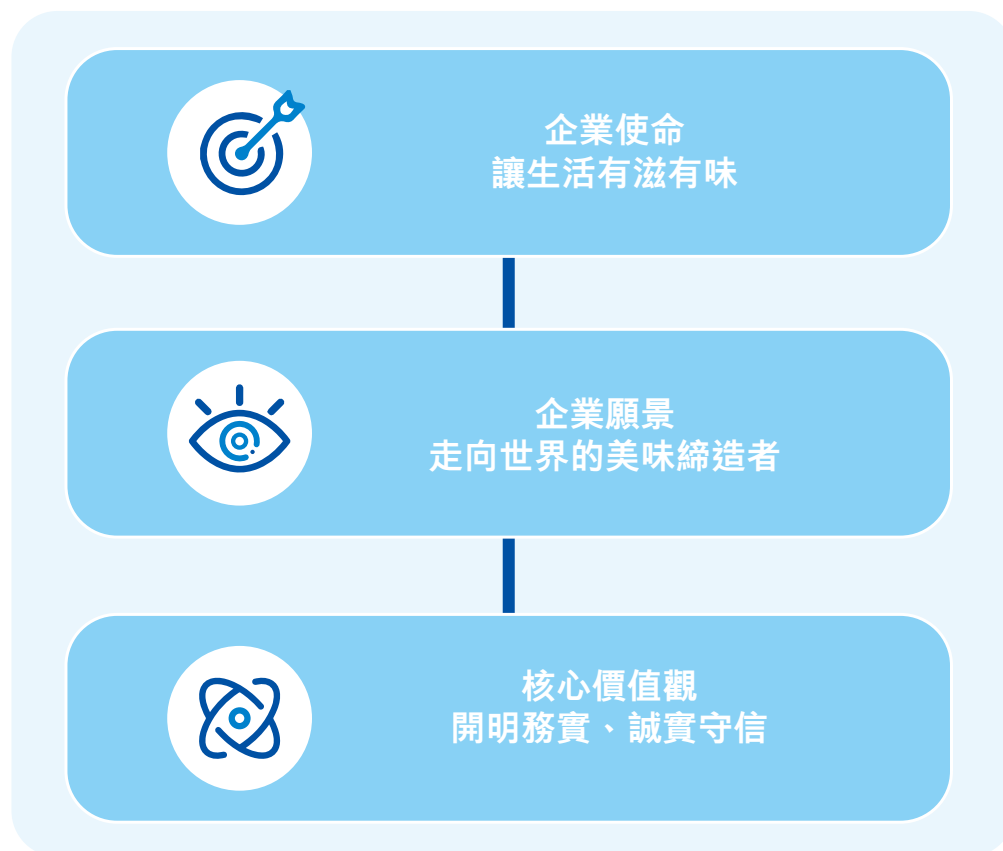 企業使命
讓生活有滋有味
企業願景
走向世界的美味締造者
核心價值觀
開明務實、誠實守信